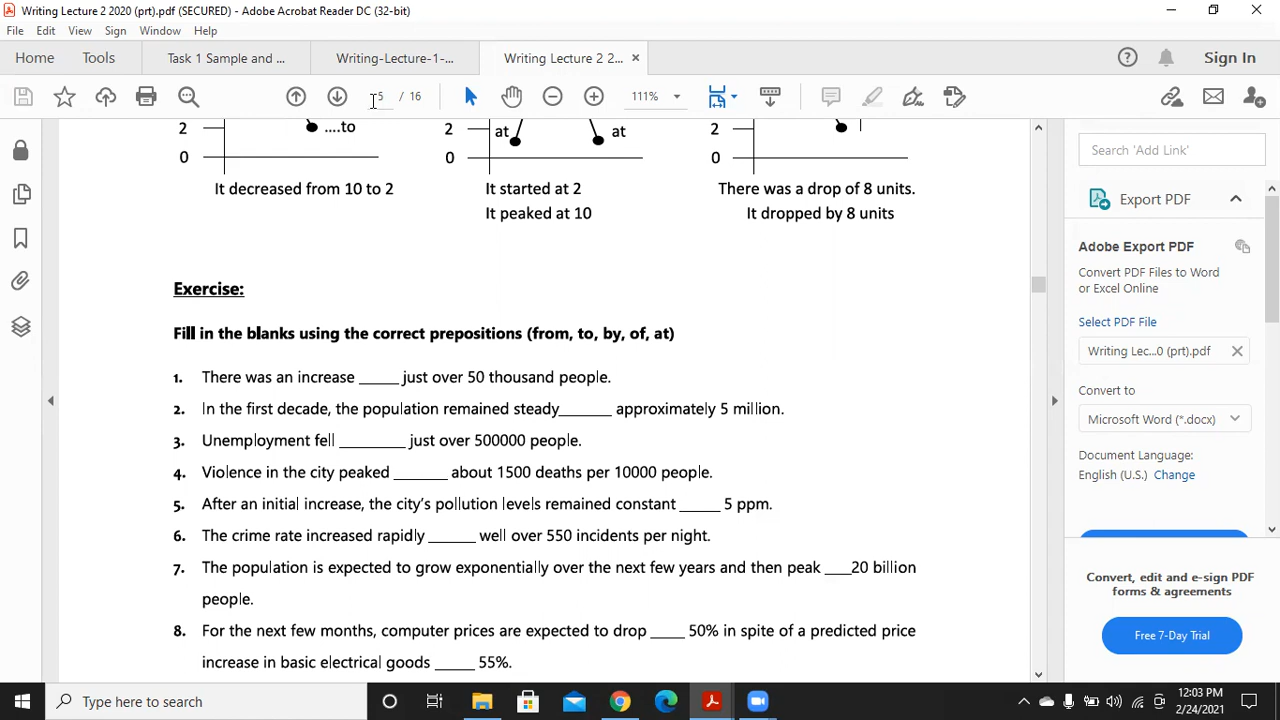 Writing Lecture 2 2020 (prt).pdf (SECURED) - Adobe Acrobat Reader DC (32-bit)
File Edit View Sign Window Help
Home Tools Task 1 Sample and ... Writing-Lecture-1-... Writing Lecture 2 2... Sign In
5 / 16 111%
2 ....to 2 at at 2
0 0 0
It decreased from 10 to 2 It started at 2 There was a drop of 8 units.
It peaked at 10 It dropped by 8 units
Exercise:
Fill in the blanks using the correct prepositions (from, to, by, of, at)
1. There was an increase _____ just over 50 thousand people.
2. In the first decade, the population remained steady_______ approximately 5 million.
3. Unemployment fell _________ just over 500000 people.
4. Violence in the city peaked _______ about 1500 deaths per 10000 people.
5. After an initial increase, the city's pollution levels remained constant _____ 5 ppm.
6. The crime rate increased rapidly ______ well over 550 incidents per night.
7. The population is expected to grow exponentially over the next few years and then peak ___20 billion
people.
8. For the next few months, computer prices are expected to drop ____ 50% in spite of a predicted price
increase in basic electrical goods _____ 55%.
Search 'Add Link'
Export PDF
Adobe Export PDF
Convert PDF Files to Word
or Excel Online
Select PDF File
Writing Lec...0 (prt).pdf
Convert to
Microsoft Word (*.docx)
Document Language:
English (U.S.) Change
Convert, edit and e-sign PDF
forms & agreements
Free 7-Day Trial
Type here to search
12:03 PM
2/24/2021